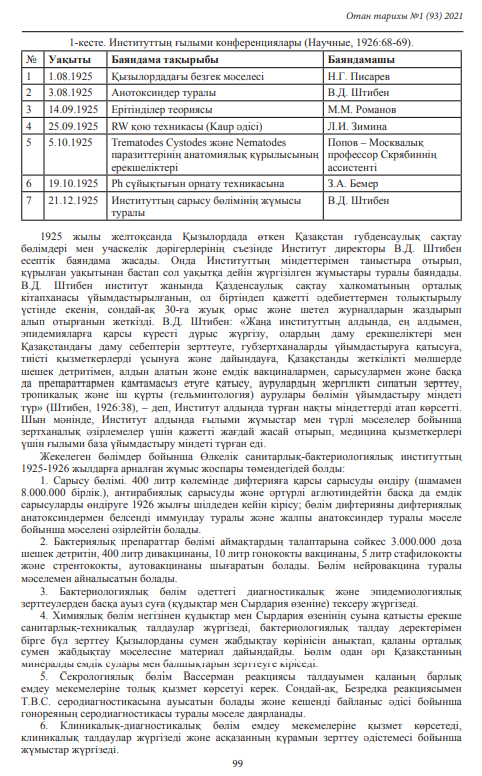 Отан тарихы №1 (93) 2021
1-кесте. Институттың ғылыми конференциялары (Научные, 1926:68-69).
№ Уақыты Баяндама тақырыбы Баяндамашы
1 1.08.1925 Қызылордадағы безгек мәселесі Н.Г. Писарев
2 3.08.1925 Анотоксиндер туралы В.Д. Штибен
3 14.09.1925 Ерітінділер теориясы М.М. Романов
4 25.09.1925 RW қою техникасы (Kaup әдісі) Л.И. Зимина
5 5.10.1925 Trematodes Cystodes және Nematodes Попов – Москвалық
паразиттерінің анатомиялық құрылысының профессор Скрябиннің
ерекшеліктері ассистенті
6 19.10.1925 Ph сұйықтығын орнату техникасына З.А. Бемер
7 21.12.1925 Институттың сарысу бөлімінің жұмысы В.Д. Штибен
туралы
1925 жылы желтоқсанда Қызылордада өткен Қазақстан губденсаулық сақтау
бөлімдері мен учаскелік дәрігерлерінің съезінде Институт директоры В.Д. Штибен
есептік баяндама жасады. Онда Институттың міндеттерімен таныстыра отырып,
құрылған уақытынан бастап сол уақытқа дейін жүргізілген жұмыстары туралы баяндады.
В.Д. Штибен институт жанында Қазденсаулық сақтау халкоматының орталық
кітапханасы ұйымдастырылғанын, ол біртіндеп қажетті әдебиеттермен толықтырылу
үстінде екенін, сондай-ақ 30-ға жуық орыс және шетел журналдарын жаздырып
алып отырғанын жеткізді. В.Д. Штибен: «Жаңа институттың алдында, ең алдымен,
эпидемияларға қарсы күресті дұрыс жүргізу, олардың даму ерекшеліктері мен
Қазақстандағы даму себептерін зерттеуге, губзертханаларды ұйымдастыруға қатысуға,
тиісті қызметкерлерді ұсынуға және дайындауға, Қазақстанды жеткілікті мөлшерде
шешек детритімен, алдын алатын және емдік вакциналармен, сарысулармен және басқа
да препараттармен қамтамасыз етуге қатысу, аурулардың жергілікті сипатын зерттеу,
тропикалық және іш құрты (гельминтология) аурулары бөлімін ұйымдастыру міндеті
тұр» (Штибен, 1926:38), – деп, Институт алдында тұрған нақты міндеттерді атап көрсетті.
Шын мәнінде, Институт алдында ғылыми жұмыстар мен түрлі мәселелер бойынша
зертханалық әзірлемелер үшін қажетті жағдай жасай отырып, медицина қызметкерлері
үшін ғылыми база ұйымдастыру міндеті тұрған еді.
Жекелеген бөлімдер бойынша Өлкелік санитарлық-бактериологиялық институттың
1925-1926 жылдарға арналған жұмыс жоспары төмендегідей болды:
1. Сарысу бөлімі. 400 литр көлемінде дифтерияға қарсы сарысуды өндіру (шамамен
8.000.000 бірлік.), антирабиялық сарысуды және әртүрлі аглютиндейтін басқа да емдік
сарысуларды өндіруге 1926 жылғы шілдеден кейін кірісу; бөлім дифтерияны дифтериялық
анатоксиндермен белсенді иммундау туралы және жалпы анатоксиндер туралы мәселе
бойынша мәселені әзірлейтін болады.
2. Бактериялық препараттар бөлімі аймақтардың талаптарына сәйкес 3.000.000 доза
шешек детритін, 400 литр дивакцинаны, 10 литр гонококты вакцинаны, 5 литр стафилококты
және стрентококты, аутовакцинаны шығаратын болады. Бөлім нейровакцина туралы
мәселемен айналысатын болады.
3. Бактериологиялық бөлім әдеттегі диагностикалық және эпидемиологиялық
зерттеулерден басқа ауыз суға (құдықтар мен Сырдария өзеніне) тексеру жүргізеді.
4. Химиялық бөлім негізінен құдықтар мен Сырдария өзенінің суына қатысты ерекше
санитарлық-техникалық талдаулар жүргізеді, бактериологиялық талдау деректерімен
бірге бұл зерттеу Қызылорданы сумен жабдықтау көрінісін анықтап, қаланы орталық
сумен жабдықтау мәселесіне материал дайындайды. Бөлім одан әрі Қазақстанның
минералды емдік сулары мен балшықтарын зерттеуге кіріседі.
5. Секрологиялық бөлім Вассерман реакциясы талдауымен қаланың барлық
емдеу мекемелеріне толық қызмет көрсетуі керек. Сондай-ақ, Безредка реакциясымен
Т.В.С. серодиагностикасына ауысатын болады және кешенді байланыс әдісі бойынша
гонореяның серодиагностикасы туралы мәселе даярланады.
6. Клиникалық-диагностикалық бөлім емдеу мекемелеріне қызмет көрсетеді,
клиникалық талдаулар жүргізеді және асқазанның құрамын зерттеу әдістемесі бойынша
жұмыстар жүргізеді.
99